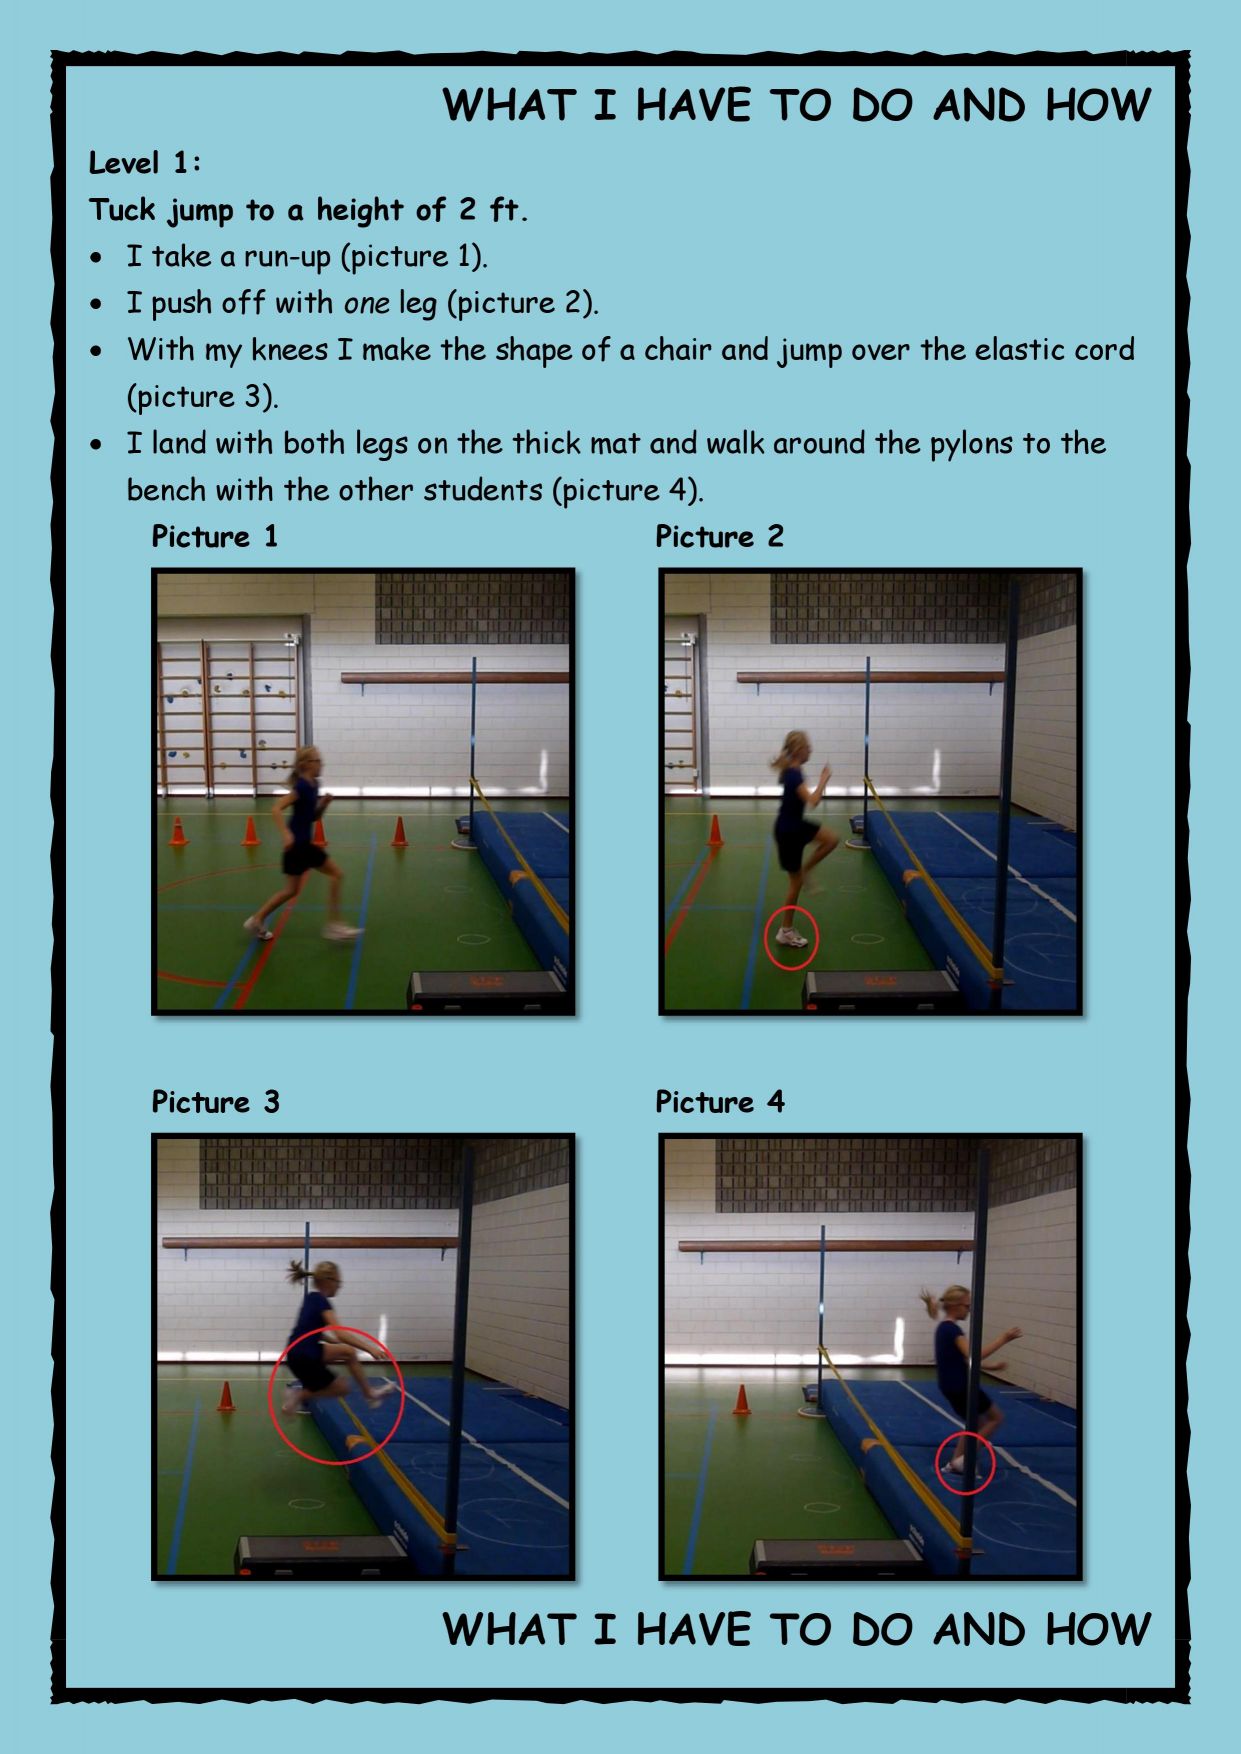 WHAT I HAVE TO DO AND HOW
Level 1:
Tuck jump to a height of 2 ft.
• I take a run-up (picture 1).
• I push off with one leg (picture 2).
• With my knees I make the shape of a chair and jump over the elastic cord
(picture 3).
• I land with both legs on the thick mat and walk around the pylons to the
bench with the other students (picture 4).
Picture 1
Picture 2
Picture 3
Picture 4
WHAT I HAVE TO DO AND HOW